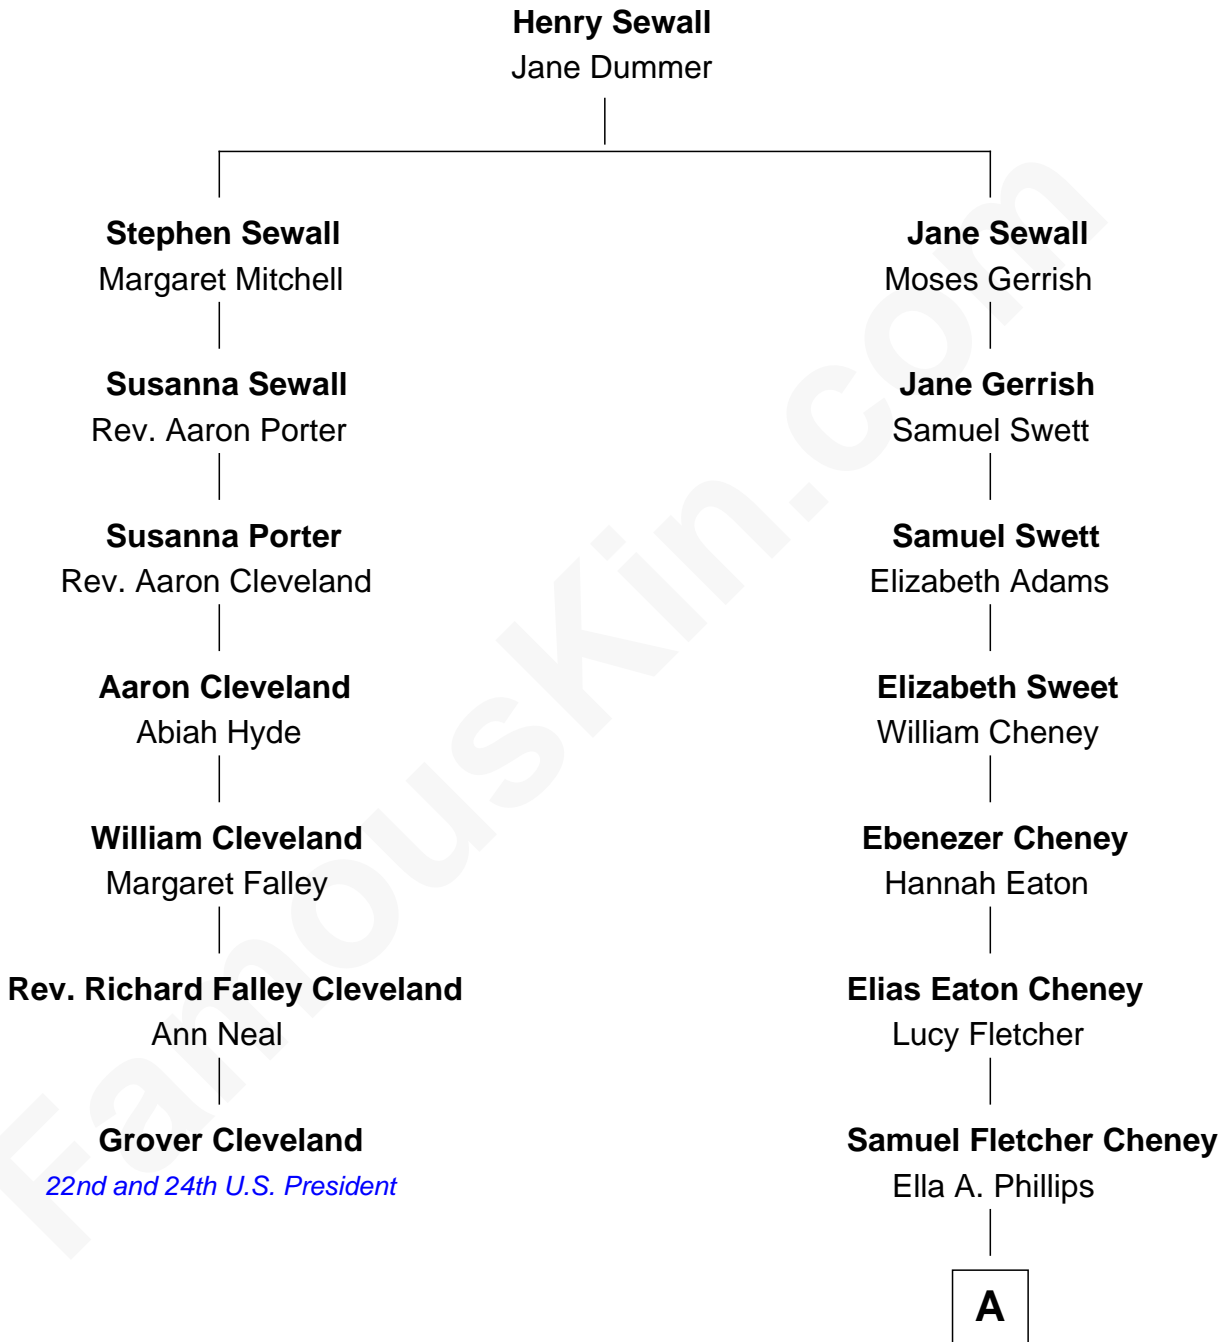 Henry Sewall
Jane Dummer
Stephen Sewall
Margaret Mitchell
Susanna Sewall
Rev. Aaron Porter
Susanna Porter
Rev. Aaron Cleveland
Aaron Cleveland
Abiah Hyde
William Cleveland
Margaret Falley
Rev. Richard Falley Cleveland
Ann Neal
Grover Cleveland
22nd and 24th U.S. President
Jane Sewall
Moses Gerrish
Jane Gerrish
Samuel Swett
Samuel Swett
Elizabeth Adams
Elizabeth Sweet
William Cheney
Ebenezer Cheney
Hannah Eaton
Elias Eaton Cheney
Lucy Fletcher
Samuel Fletcher Cheney
Ella A. Phillips
A
FamousKin.com